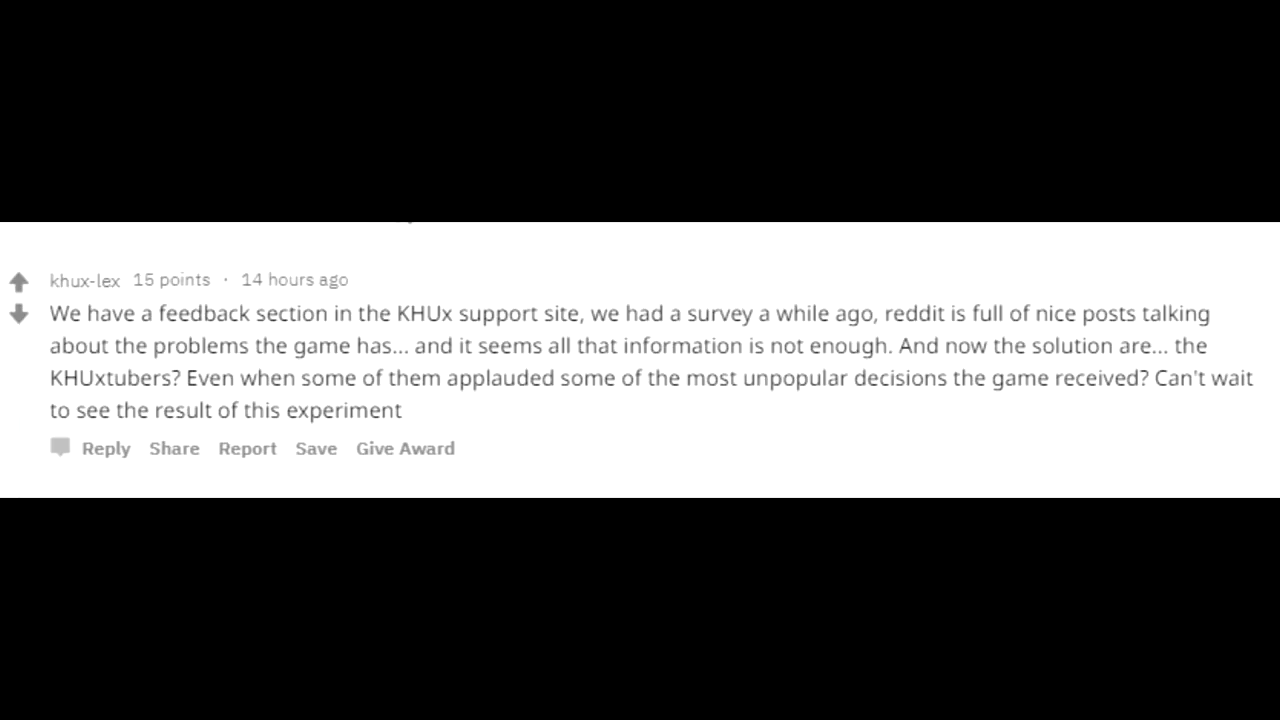 khux-lex 15 points · 14 hours ago
We have a feedback section in the KHUx support site, we had a survey a while ago, reddit is full of nice posts talking
about the problems the game has... and it seems all that information is not enough. And now the solution are... the
KHUxtubers? Even when some of them applauded some of the most unpopular decisions the game received? Can't wait
to see the result of this experiment
Reply Share Report Save Give Award